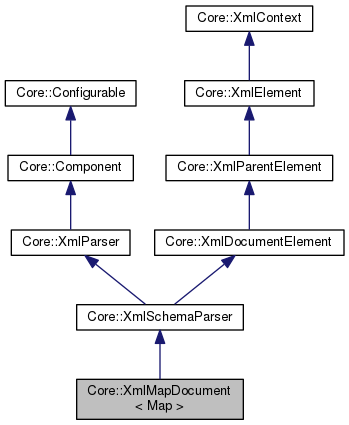 Core::XmlContext
Core::Configurable
Core::XmlElement
Core::Component
Core::XmlParentElement
Core::XmlParser
Core::XmlDocumentElement
Core::XmlSchemaParser
Core::XmlMapDocument
< Map >